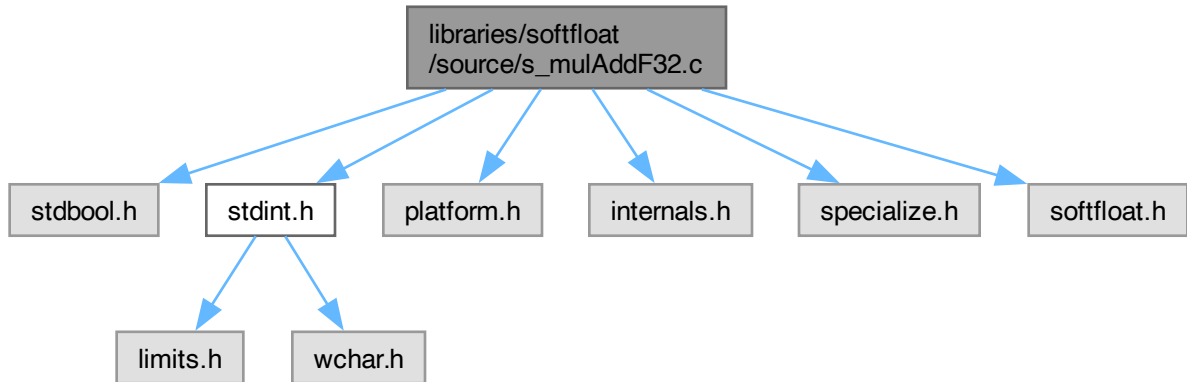 libraries/softfloat
/source/s_mulAddF32.c
stdbool.h
stdint.h
platform.h
internals.h
specialize.h
softfloat.h
limits.h
wchar.h